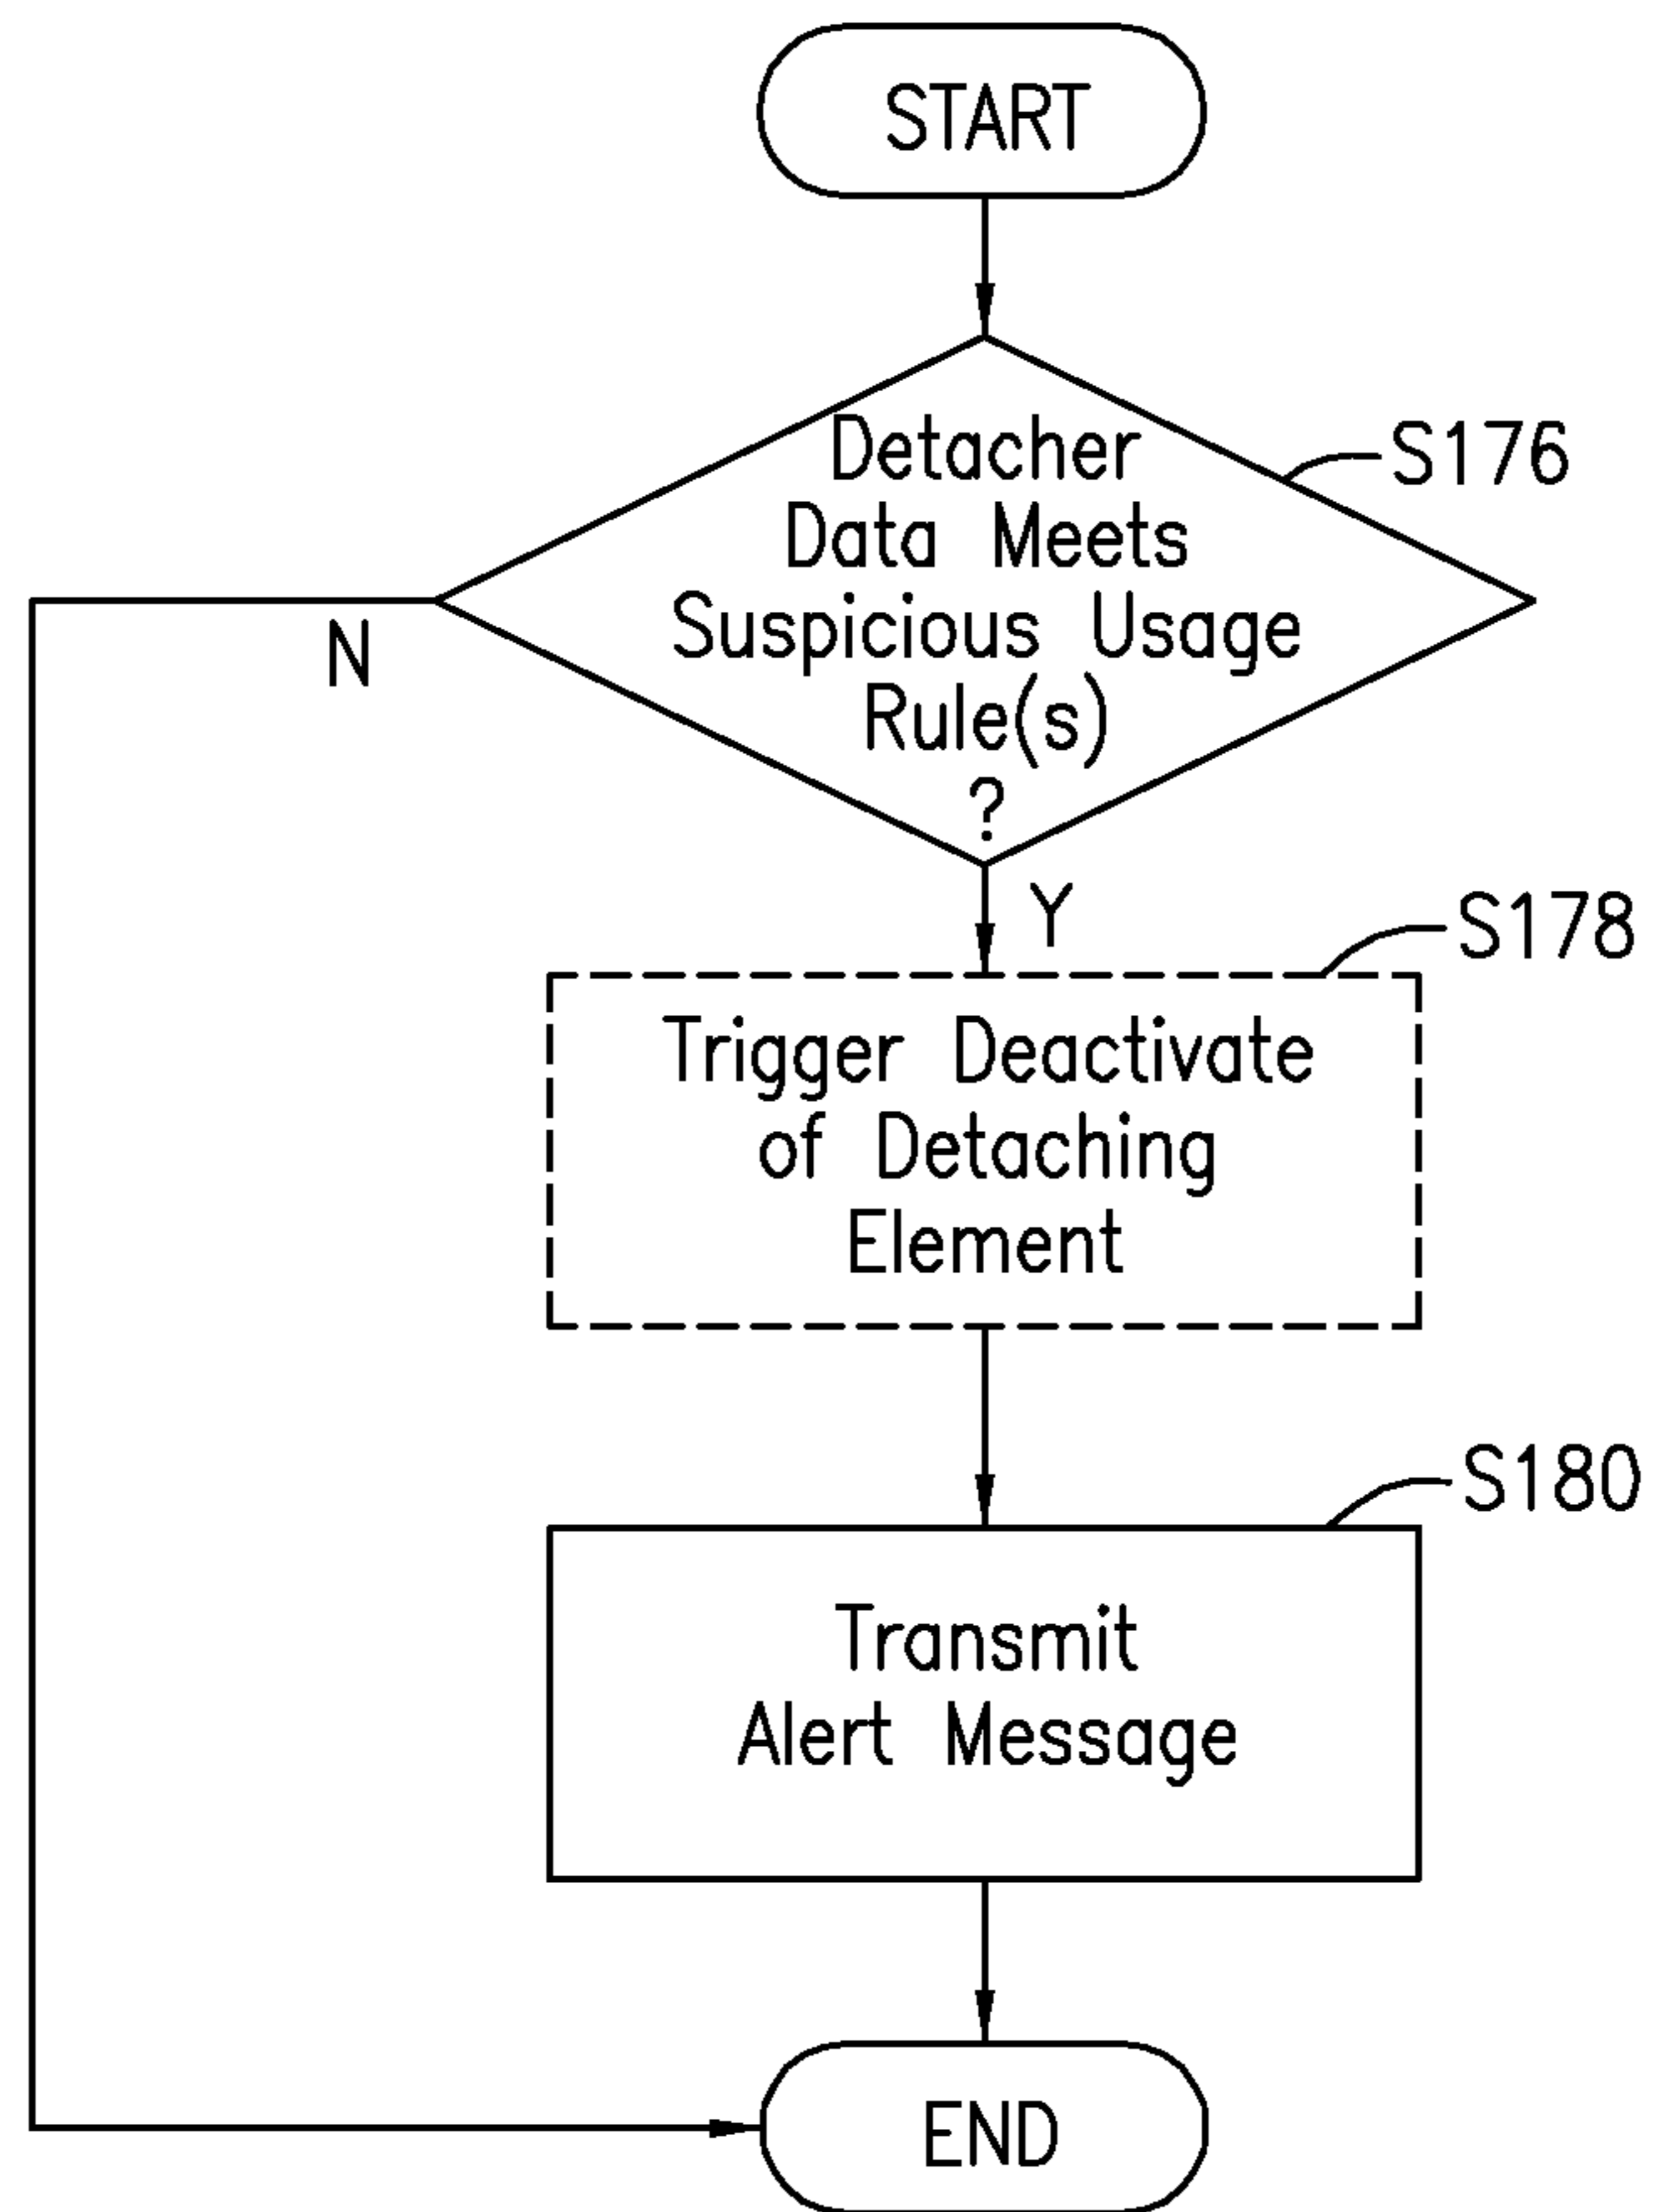 START
Detacher
Data Meets
Suspicious Usage
Rule(s)
?
S176
N
Y
S178
Trigger Deactivate
of Detaching
Element
S180
Transmit
Alert Message
END